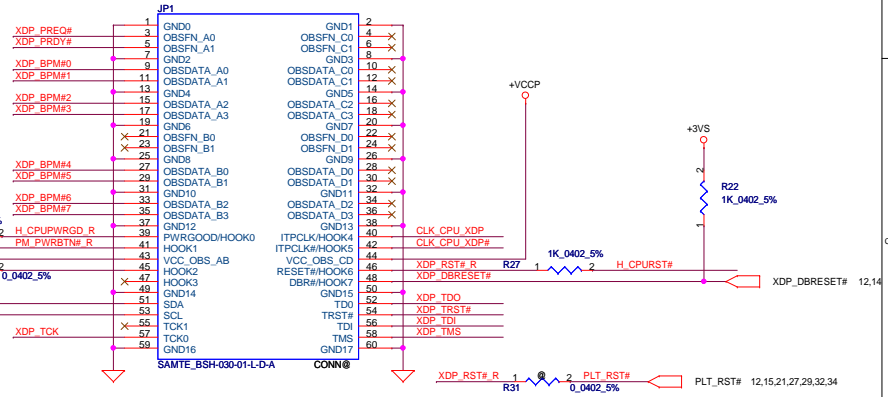 JP1
1 GND0 GND1 2
XDP_PREQ# 3 OBSFN_A0 OBSFN_C0 4
XDP_PRDY# 5 OBSFN_A1 OBSFN_C1 6
7 GND2 GND3 8
XDP_BPM#0 9 OBSDATA_A0 OBSDATA_C0 10
XDP_BPM#1 11 OBSDATA_A1 OBSDATA_C1 12
13 GND4 GND5 14
XDP_BPM#2 15 OBSDATA_A2 OBSDATA_C2 16
XDP_BPM#3 17 OBSDATA_A3 OBSDATA_C3 18
19 GND6 GND7 20
21 OBSFN_B0 OBSFN_D0 22
23 OBSFN_B1 OBSFN_D1 24
25 GND8 GND9 26
XDP_BPM#4 27 OBSDATA_B0 OBSDATA_D0 28
XDP_BPM#5 29 OBSDATA_B1 OBSDATA_D1 30
31 GND10 GND11 32
XDP_BPM#6 33 OBSDATA_B2 OBSDATA_D2 34
XDP_BPM#7 35 OBSDATA_B3 OBSDATA_D3 36
37 GND12 GND13 38
H_CPUPWRGD_R 39 PWRGOOD/HOOK0 ITPCLK/HOOK4 40 CLK_CPU_XDP
PM_PWRBTN#_R 41 HOOK1 ITPCLK#/HOOK5 42 CLK_CPU_XDP#
43 VCC_OBS_AB VCC_OBS_CD 44
2 45 HOOK2 RESET#/HOOK6 46 XDP_RST#_R
0_0402_5% 47 HOOK3 DBR#/HOOK7 48 XDP_DBRESET#
49 GND14 GND15 50
51 SDA TD0 52 XDP_TDO
53 SCL TRST# 54 XDP_TRST#
55 TCK1 TDI 56 XDP_TDI
XDP_TCK 57 TCK0 TMS 58 XDP_TMS
59 GND16 GND17 60
SAMTE_BSH-030-01-L-D-A CONN@
+VCCP
+3VS
2
R22
1K_0402_5%
1
1K_0402_5%
R27 1 2 H_CPURST#
XDP_DBRESET# 12,14
XDP_RST#_R 1 @ 2 PLT_RST#
R31 0_0402_5%
PLT_RST# 12,15,21,27,29,32,34